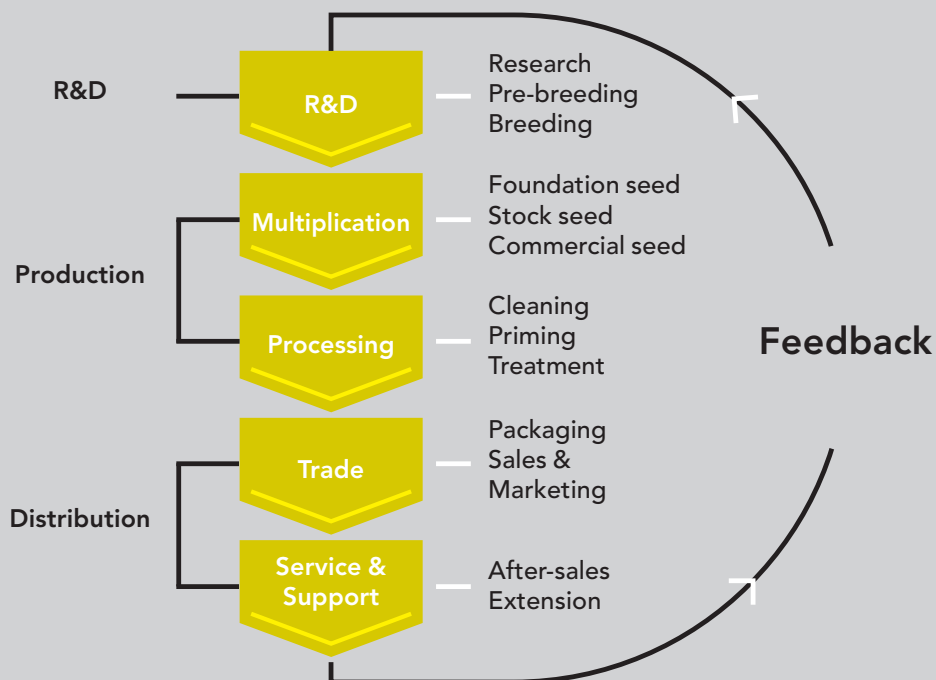 R&D
R&D
Research
Pre-breeding
Breeding
Production
Multiplication
Foundation seed
Stock seed
Commercial seed
Processing
Cleaning
Priming
Treatment
Feedback
Distribution
Trade
Packaging
Sales &
Marketing
Service &
Support
After-sales
Extension